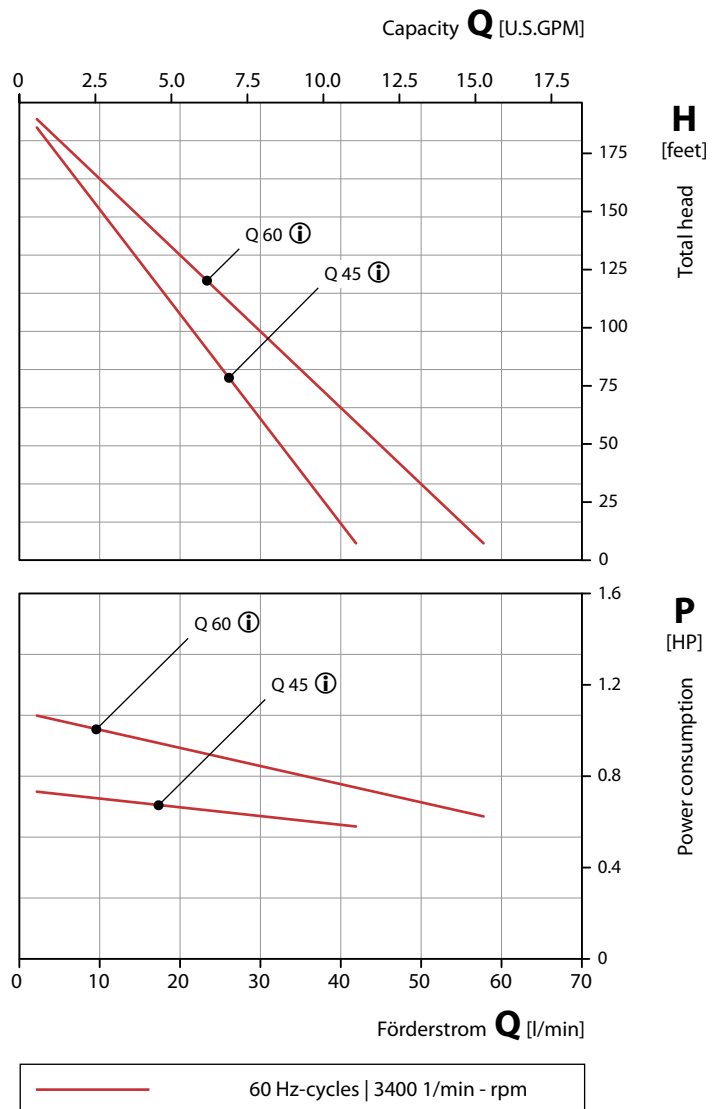 Capacity Q [U.S.GPM]
0 2.5 5.0 7.5 10.0 12.5 15.0 17.5
H
[feet]
Total head
175
150
125
100
75
50
25
0
Q 60 i
Q 45 i
1.6
P
[HP]
Power consumption
1.2
0.8
0.4
0
Q 60 i
Q 45 i
0 10 20 30 40 50 60 70
Förderstrom Q [l/min]
60 Hz-cycles | 3400 1/min - rpm